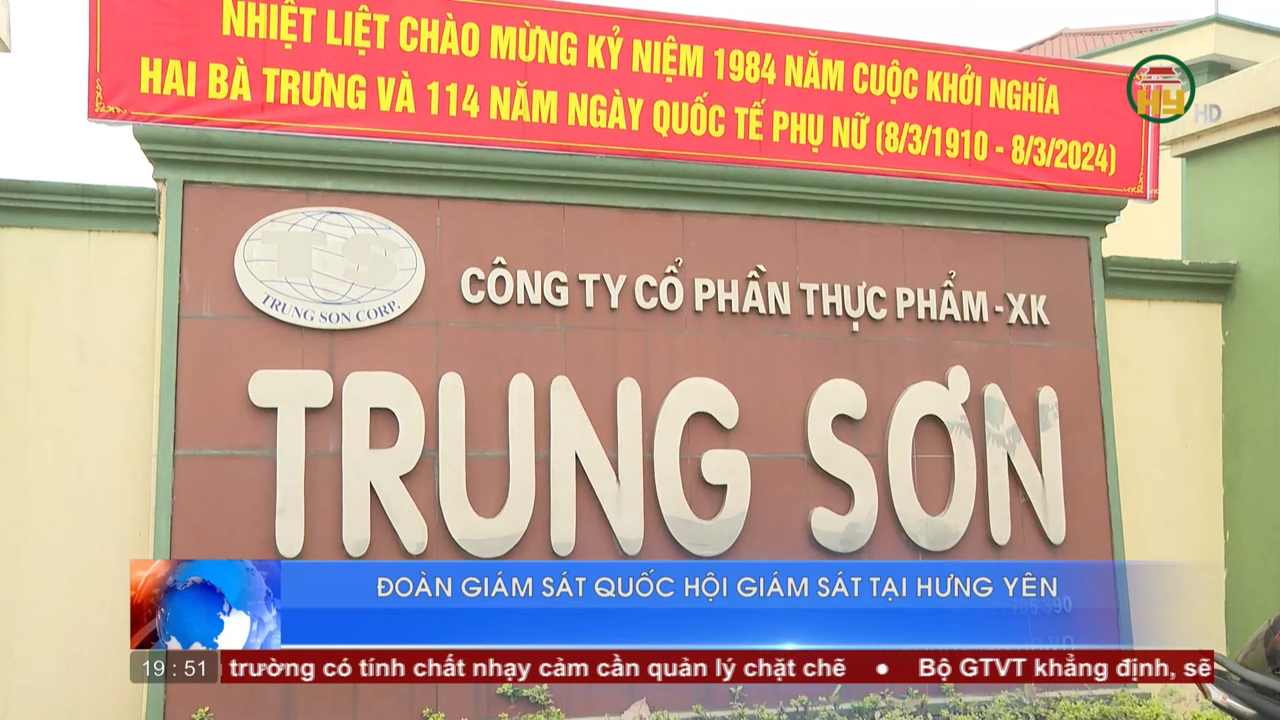 NHIỆT LIỆT CHÀO MỪNG KỶ NIỆM 1984 NĂM CUỘC KHỞI NGHĨA
HAI BÀ TRƯNG VÀ 114 NĂM NGÀY QUỐC TẾ PHỤ NỮ (8/3/1910 - 8/3/2024)
HY HD
TS
TRUNG SON CORP.
CÔNG TY CỔ PHẦN THỰC PHẨM-XK
TRUNG SƠN
ĐOÀN GIÁM SÁT QUỐC HỘI GIÁM SÁT TẠI HƯNG YÊN
19:51 trường có tính chất nhạy cảm cần quản lý chặt chẽ • Bộ GTVT khẳng định, sẽ